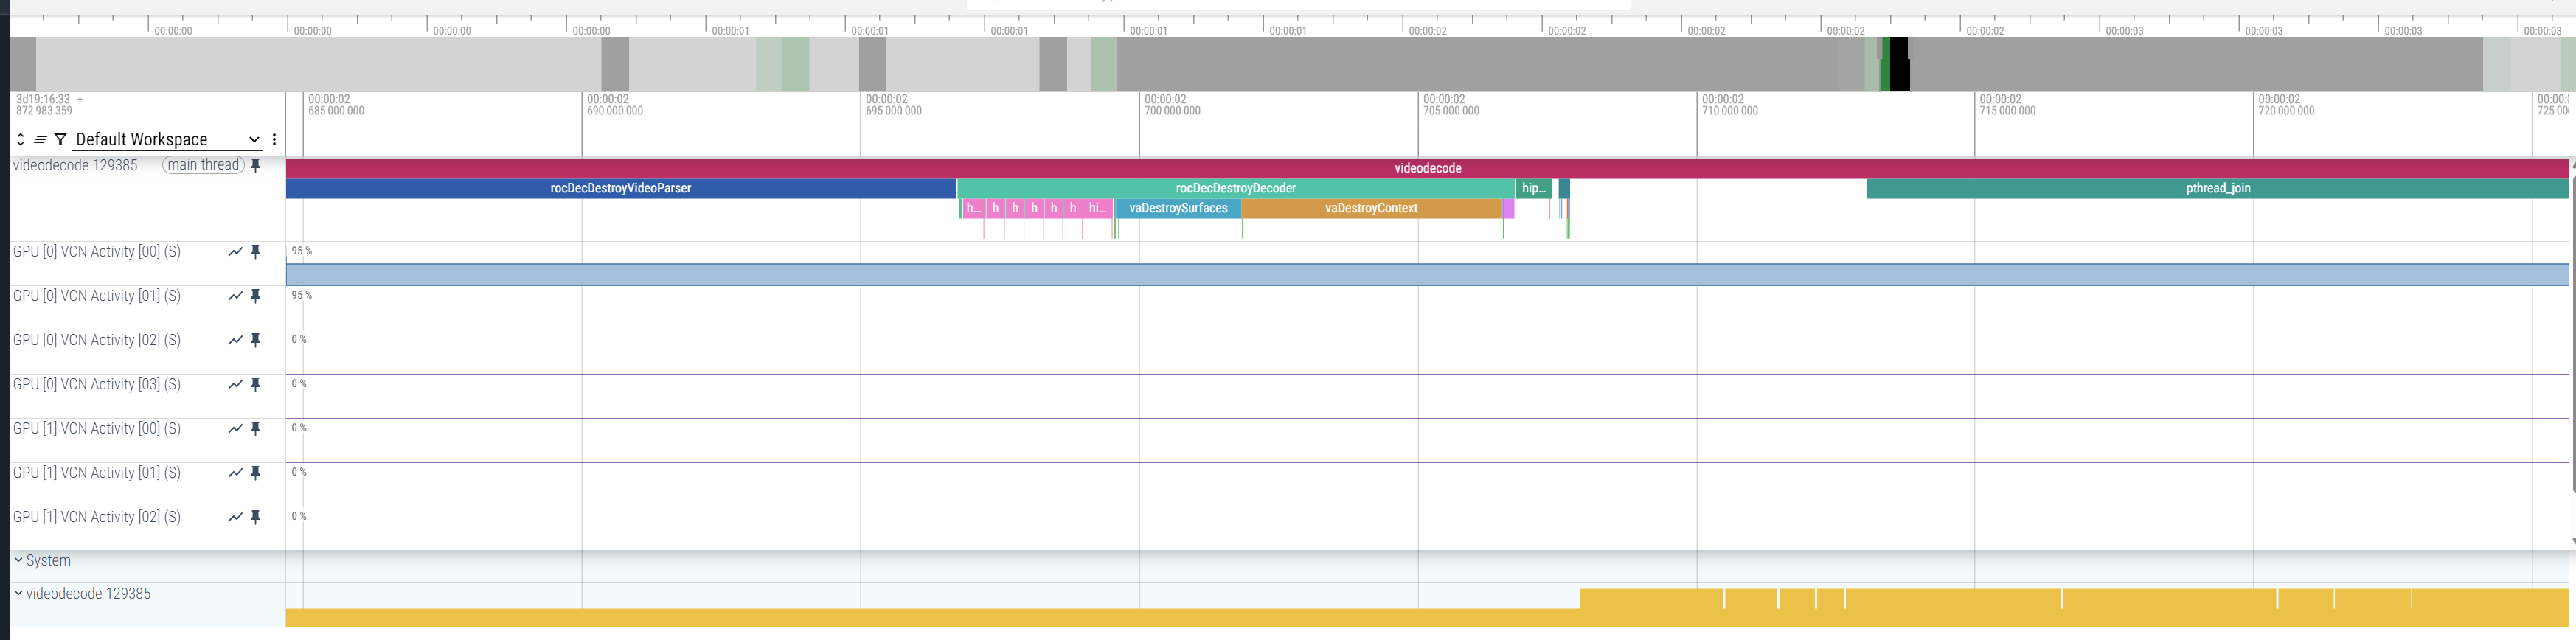 00:00:00 00:00:00 00:00:00 00:00:00 00:00:01 00:00:01 00:00:01 00:00:01 00:00:01 00:00:02 00:00:02 00:00:02 00:00:02 00:00:02 00:00:03 00:00:03 00:00:03 00:00:03
3d19:16:33 + 00:00:02 00:00:02 00:00:02 00:00:02 00:00:02 00:00:02 00:00:02 00:00:02
872 983 359 685 000 000 690 000 000 695 000 000 700 000 000 705 000 000 710 000 000 715 000 000 720 000 000
Default Workspace
videodecode 129385 main thread videodecode
rocDecDestroyVideoParser rocDecDestroyDecoder hip... pthread_join
h... h h h h h hi... vaDestroySurfaces vaDestroyContext
GPU [0] VCN Activity [00] (S) 95 %
GPU [0] VCN Activity [01] (S) 95 %
GPU [0] VCN Activity [02] (S) 0 %
GPU [0] VCN Activity [03] (S) 0 %
GPU [1] VCN Activity [00] (S) 0 %
GPU [1] VCN Activity [01] (S) 0 %
GPU [1] VCN Activity [02] (S) 0 %
System
videodecode 129385